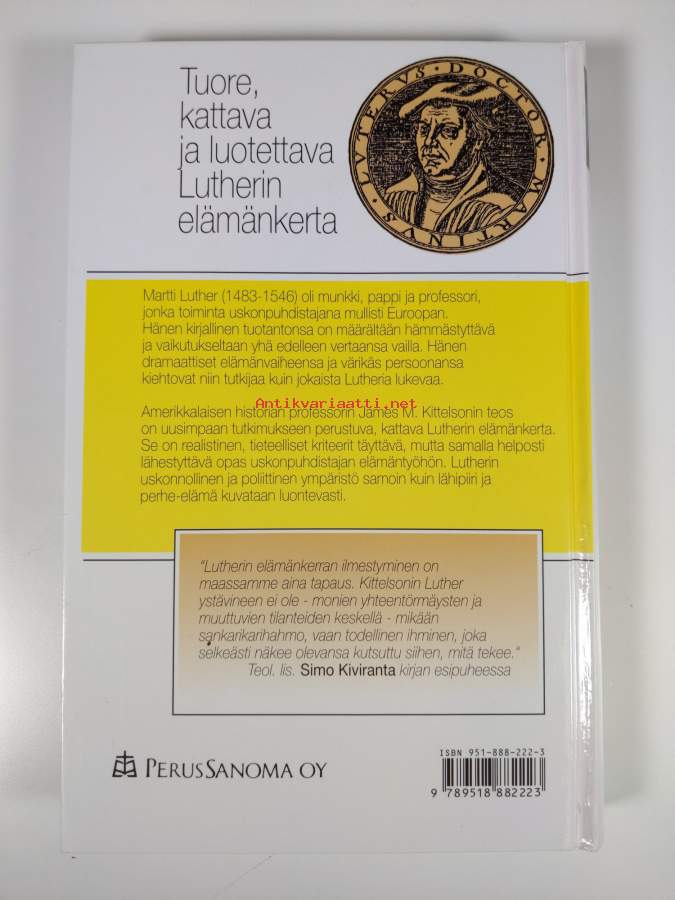 Tuore,
kattava
ja luotettava
Lutherin
elämänkerta
LUTERUS · DOCTOR · MARTINUS
Martti Luther (1483-1546) oli munkki, pappi ja professori,
jonka toiminta uskonpuhdistajana mullisti Euroopan.
Hänen kirjallinen tuotantonsa on määrältään hämmästyttävä
ja vaikutukseltaan yhä edelleen vertaansa vailla. Hänen
dramaattiset elämänvaiheensa ja värikäs persoonansa
kiehtovat niin tutkijaa kuin jokaista Lutheria lukevaa.
Antikvariaatti.net
Amerikkalaisen historian professorin James M. Kittelsonin teos
on uusimpaan tutkimukseen perustuva, kattava Lutherin elämänkerta.
Se on realistinen, tieteelliset kriteerit täyttävä, mutta samalla helposti
lähestyttävä opas uskonpuhdistajan elämäntyöhön. Lutherin
uskonnollinen ja poliittinen ympäristö samoin kuin lähipiiri ja
perhe-elämä kuvataan luontevasti.
"Lutherin elämänkerran ilmestyminen on
maassamme aina tapaus. Kittelsonin Luther
ystävineen ei ole - monien yhteentörmäysten ja
muuttuvien tilanteiden keskellä - mikään
sankarikarihahmo, vaan todellinen ihminen, joka
selkeästi näkee olevansa kutsuttu siihen, mitä tekee."
Teol. lis. Simo Kiviranta kirjan esipuheessa
ISBN 951-888-222-3
PERUSSANOMA OY
9 789518 882223